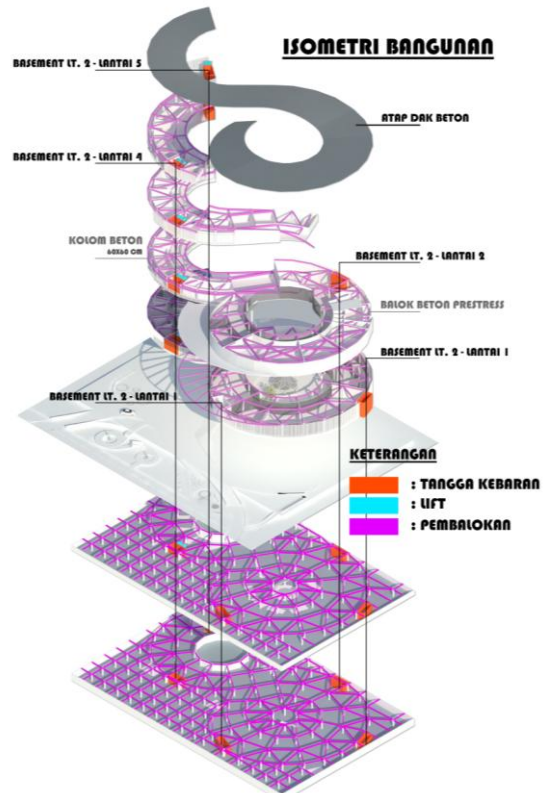 ISOMETRI BANGUNAN
BASEMENT LT. 2 - LANTAI 5
ATAP DAK BETON
BASEMENT LT. 2 - LANTAI 4
KOLOM BETON
60X60 CM
BASEMENT LT. 2 - LANTAI 2
BALOK BETON PRESTRESS
BASEMENT LT. 2 - LANTAI 1
BASEMENT LT. 2 - LANTAI 1
KETERANGAN
: TANGGA KEBARAN
: LIFT
: PEMBALOKAN